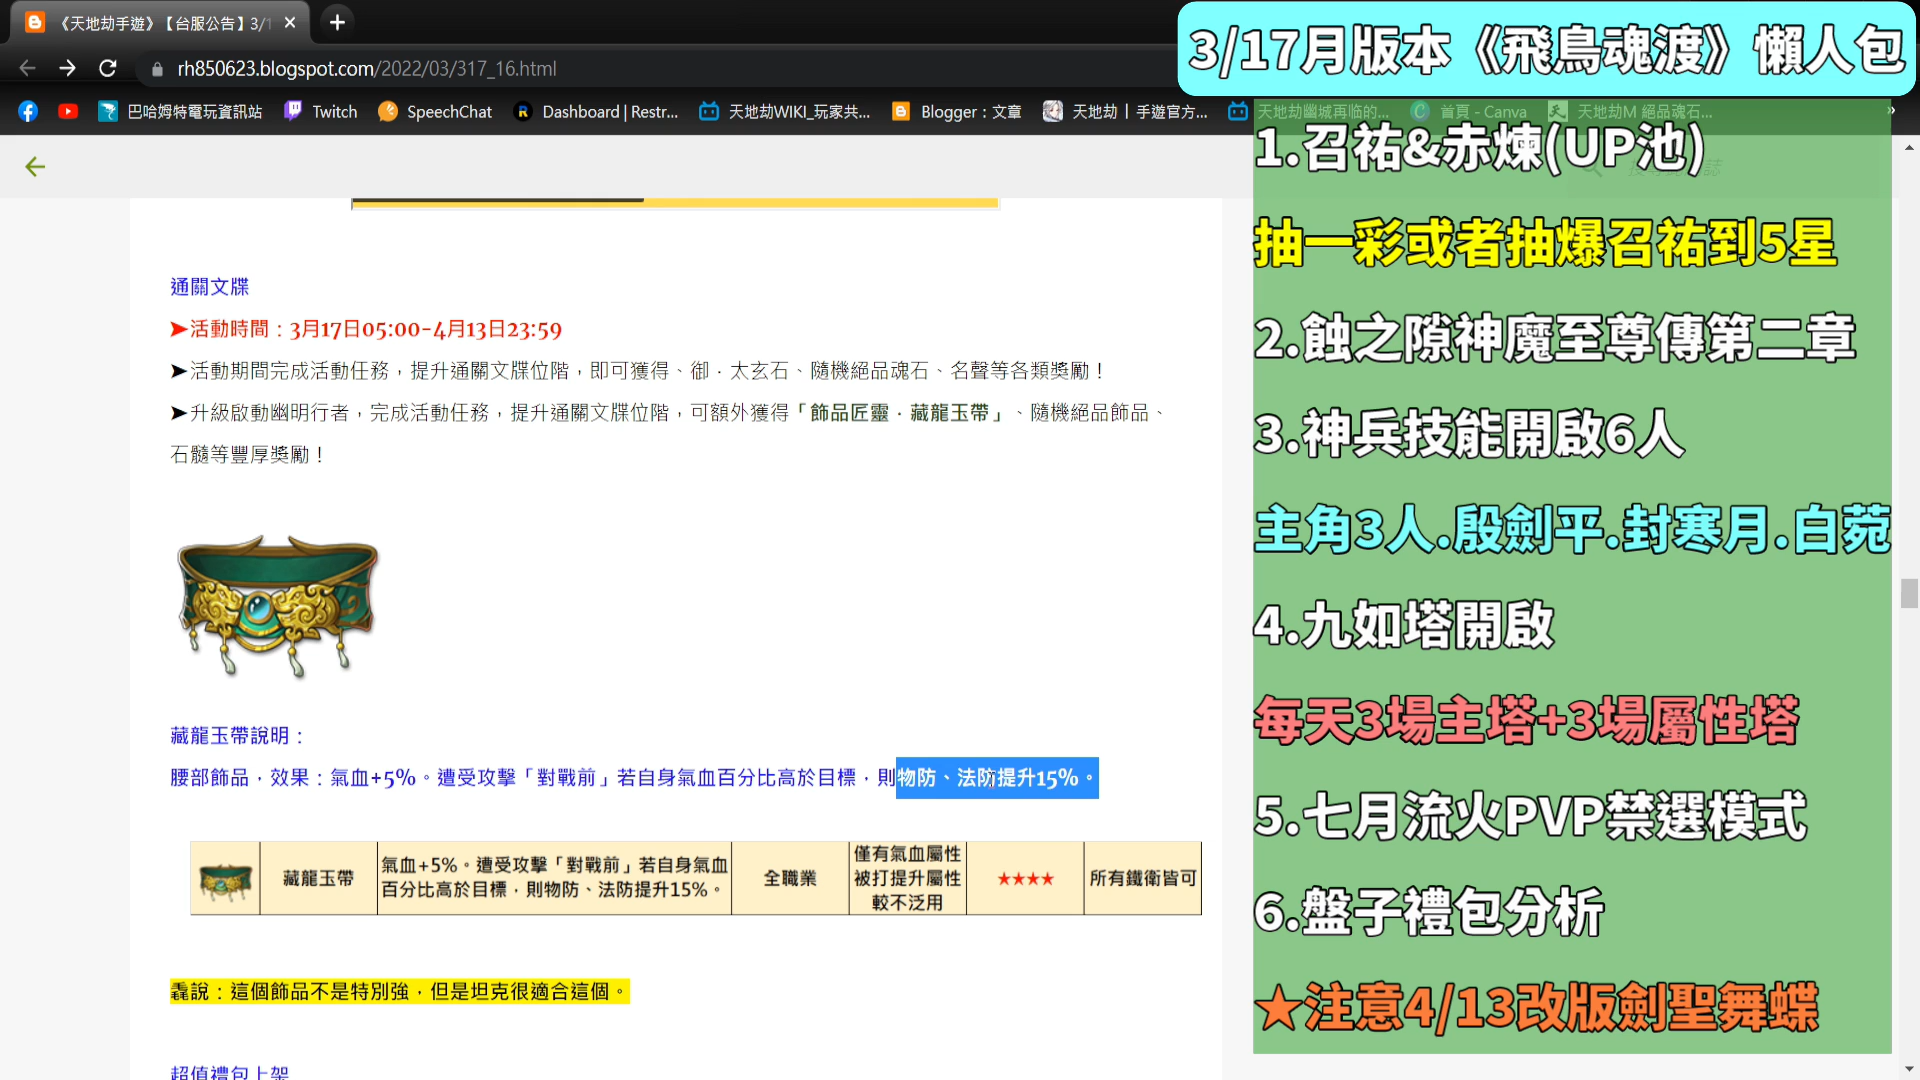 《天地劫手遊》【台服公告】3/1
rh850623.blogspot.com/2022/03/317_16.html
巴哈姆特電玩資訊站
Twitch
SpeechChat
Dashboard | Restr...
天地劫WIKI_玩家共...
Blogger：文章
天地劫丨手遊官方...
天地劫幽城再临的...
首頁 - Canva
天地劫M 絕品魂石...
3/17月版本《飛鳥魂渡》懶人包
1.召祐&赤煉(UP池)
抽一彩或者抽爆召祐到5星
2.蝕之隙神魔至尊傳第二章
3.神兵技能開啟6人
主角3人.殷劍平.封寒月.白菀
4.九如塔開啟
每天3場主塔+3場屬性塔
5.七月流火PVP禁選模式
6.盤子禮包分析
★注意4/13改版劍聖舞蝶
通關文牒
➤活動時間：3月17日05:00-4月13日23:59
➤活動期間完成活動任務，提升通關文牒位階，即可獲得、御．太玄石、隨機絕品魂石、名聲等各類獎勵！
➤升級啟動幽明行者，完成活動任務，提升通關文牒位階，可額外獲得「飾品匠靈．藏龍玉帶」、隨機絕品飾品、
石髓等豐厚獎勵！
藏龍玉帶說明：
腰部飾品，效果：氣血+5%。遭受攻擊「對戰前」若自身氣血百分比高於目標，則物防、法防提升15%。
藏龍玉帶
氣血+5%。遭受攻擊「對戰前」若自身氣血
百分比高於目標，則物防、法防提升15%。
全職業
僅有氣血屬性
被打提升屬性
較不泛用
★★★★
所有鐵衛皆可
毳說：這個飾品不是特別強，但是坦克很適合這個。
超值禮包上架